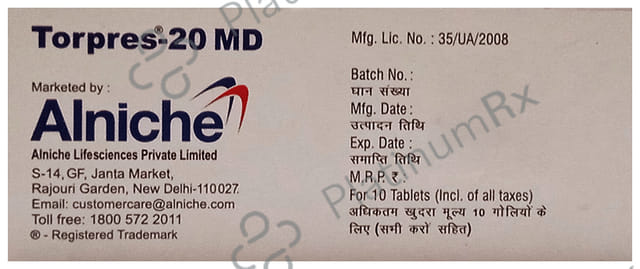 Torpres®-20 MD
Marketed by :
Alniche
Alniche Lifesciences Private Limited
S-14, GF, Janta Market,
Rajouri Garden, New Delhi-110027.
Email: customercare@alniche.com
Toll free: 1800 572 2011
® - Registered Trademark
Mfg. Lic. No. : 35/UA/2008
Batch No. :
घान संख्या
Mfg. Date :
उत्पादन तिथि
Exp. Date :
समाप्ति तिथि
M.R.P. ₹ :
For 10 Tablets (Incl. of all taxes)
अधिकतम खुदरा मूल्य 10 गोलियों के
लिए (सभी करों सहित)
PlatinumRx